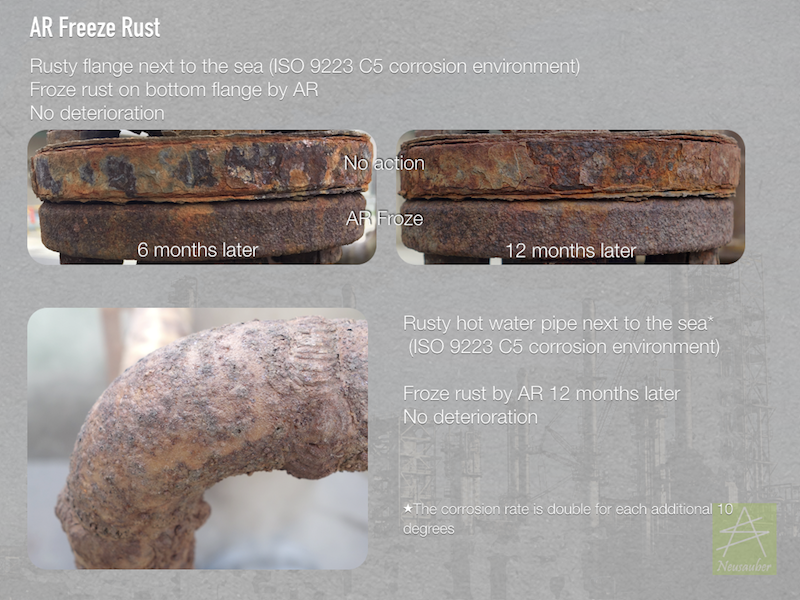 AR Freeze Rust
Rusty flange next to the sea (ISO 9223 C5 corrosion environment)
Froze rust on bottom flange by AR
No deterioration
No action
AR Froze
6 months later
12 months later
Rusty hot water pipe next to the sea*
(ISO 9223 C5 corrosion environment)
Froze rust by AR 12 months later
No deterioration
★The corrosion rate is double for each additional 10
degrees
Neusauber